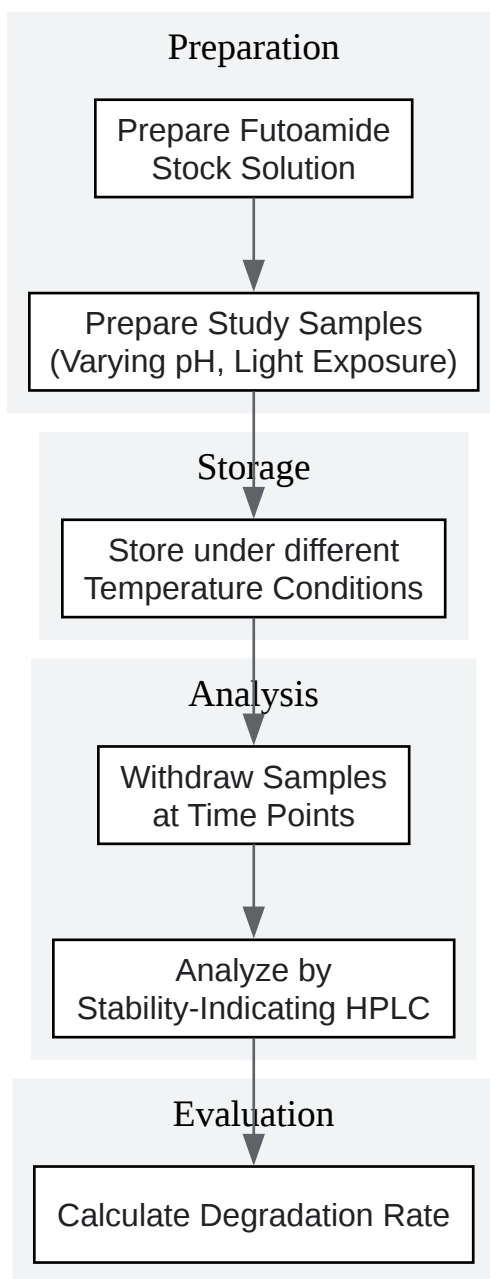 Preparation
Prepare Futoamide
Stock Solution
Prepare Study Samples
(Varying pH, Light Exposure)
Storage
Store under different
Temperature Conditions
Analysis
Withdraw Samples
at Time Points
Analyze by
Stability-Indicating HPLC
Evaluation
Calculate Degradation Rate